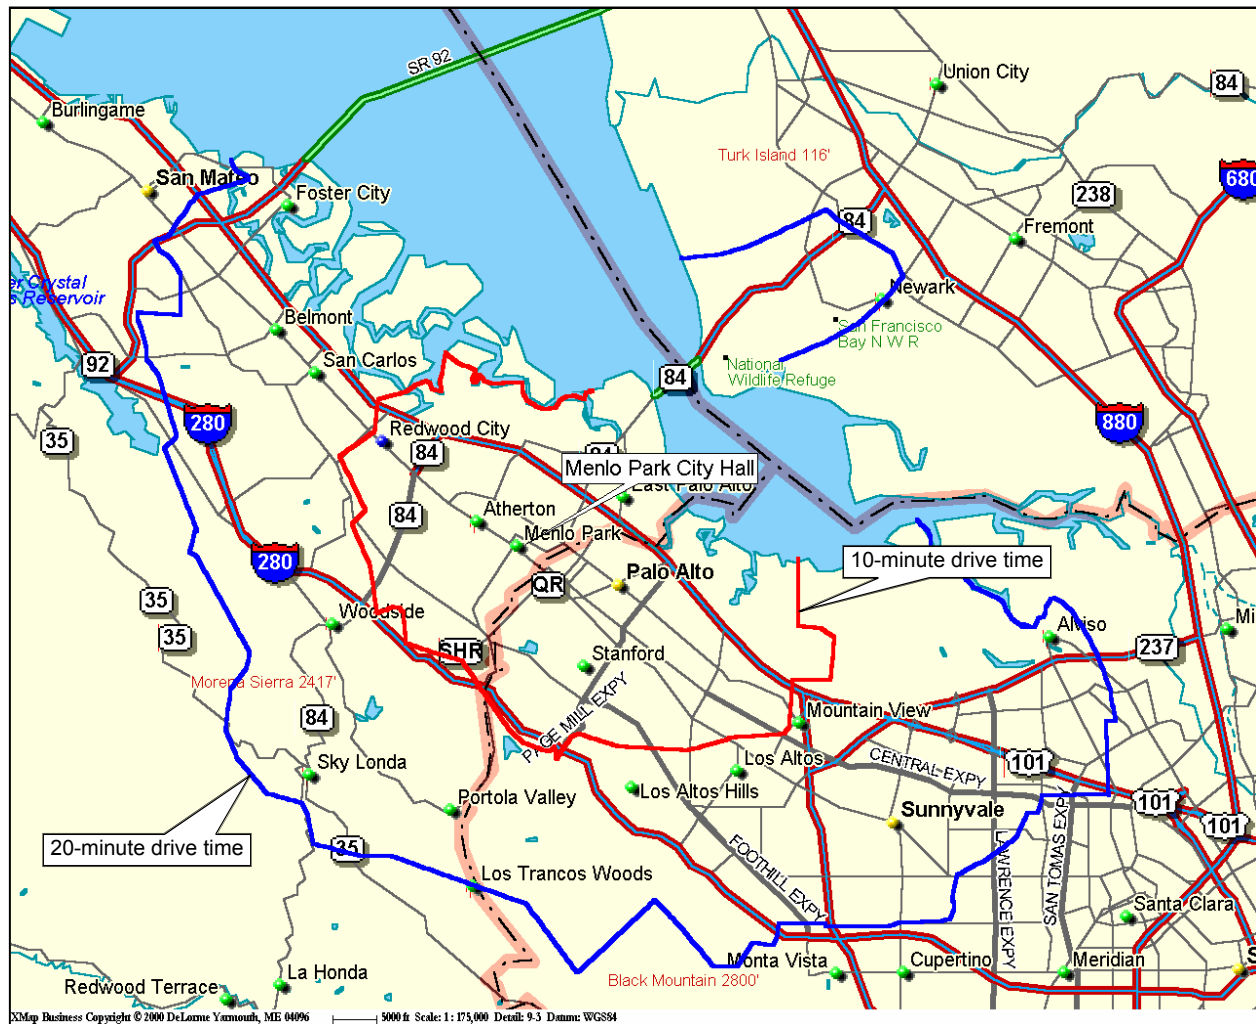 SR 92
Union City
84
Burlingame
Turk Island 116'
680
San Mateo
Foster City
238
84
Fremont
er Crystal
s Reservoir
Newark
Belmont
San Francisco
Bay N W R
San Carlos
92
National
Wildlife Refuge
84
280
880
35
Redwood City
84
84
Menlo Park City Hall
East Palo Alto
84
Atherton
Menlo Park
280
10-minute drive time
QR
Palo Alto
35
Woodside
Alviso
Mi
35
SHR
237
Stanford
Morena Sierra 2417'
PAGE MILL EXPY
84
Mountain View
Sky Londa
Los Altos
CENTRAL EXPY
101
Los Altos Hills
Portola Valley
Sunnyvale
101
101
20-minute drive time
35
FOOTHILL EXPY
LAWRENCE EXPY
SAN TOMAS EXPY
Los Trancos Woods
Santa Clara
La Honda
Black Mountain 2800'
Monta Vista
Cupertino
Meridian
S
Redwood Terrace
XMap Business Copyright © 2000 DeLorme Yarmouth, ME 04096
5000 ft Scale: 1 : 175,000 Detail: 9-3 Datum: WGS84